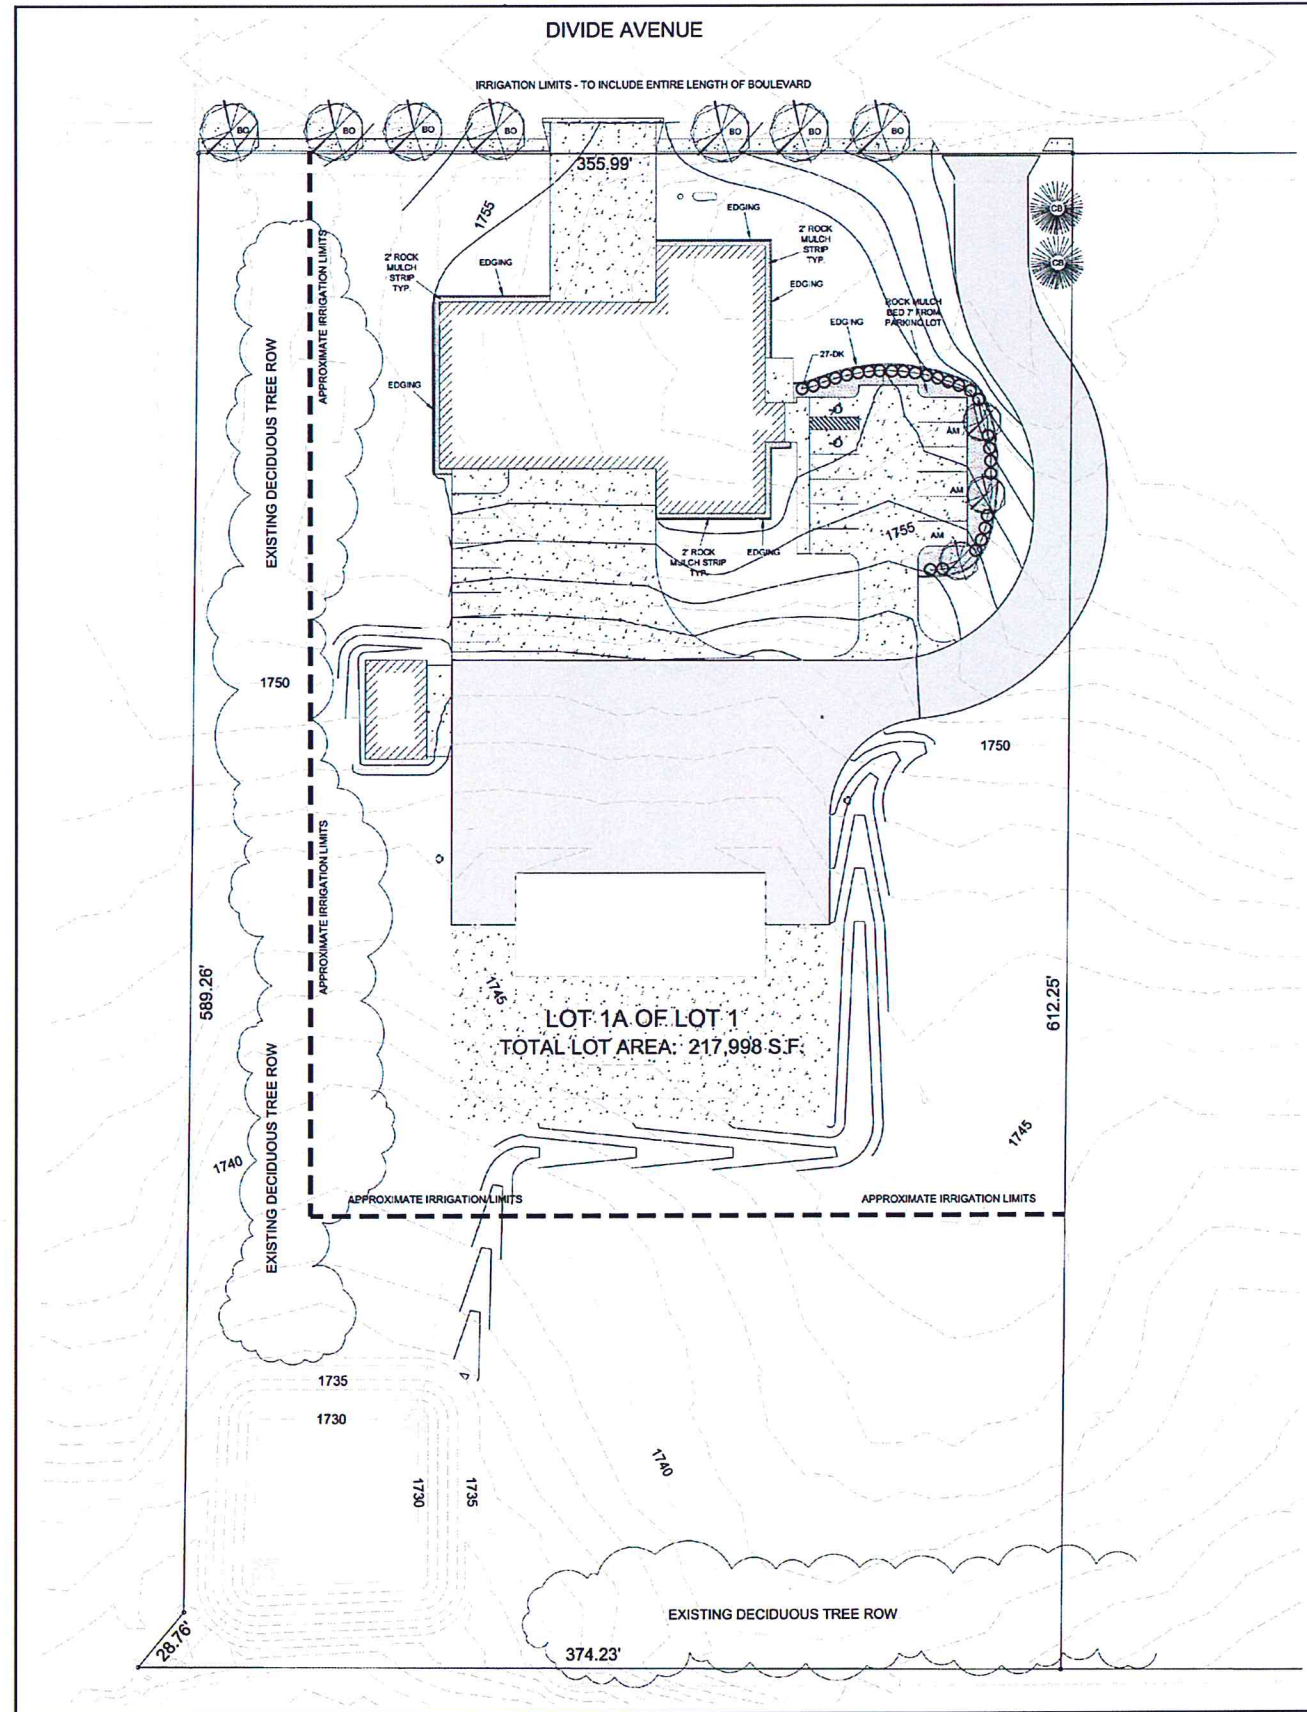 DIVIDE AVENUE
IRRIGATION LIMITS - TO INCLUDE ENTIRE LENGTH OF BOULEVARD
BO
BO
BO
BO
BO
BO
BO
355.99'
CB
CB
1755
EDGING
2' ROCK
MULCH
STRIP
TYP.
2' ROCK
MULCH
STRIP
TYP.
EDGING
EDGING
ROCK MULCH
BED 7' FROM
PARKING LOT
EDGING
27-DK
EDGING
APPROXIMATE IRRIGATION LIMITS
EXISTING DECIDUOUS TREE ROW
AM
AM
AM
1755
2' ROCK
MULCH STRIP
TYP.
EDGING
1750
1750
APPROXIMATE IRRIGATION LIMITS
589.26'
612.25'
1745
LOT 1A OF LOT 1
TOTAL LOT AREA: 217,998 S.F.
EXISTING DECIDUOUS TREE ROW
1740
1745
APPROXIMATE IRRIGATION LIMITS
APPROXIMATE IRRIGATION LIMITS
1735
1730
1730
1735
1740
EXISTING DECIDUOUS TREE ROW
28.76'
374.23'